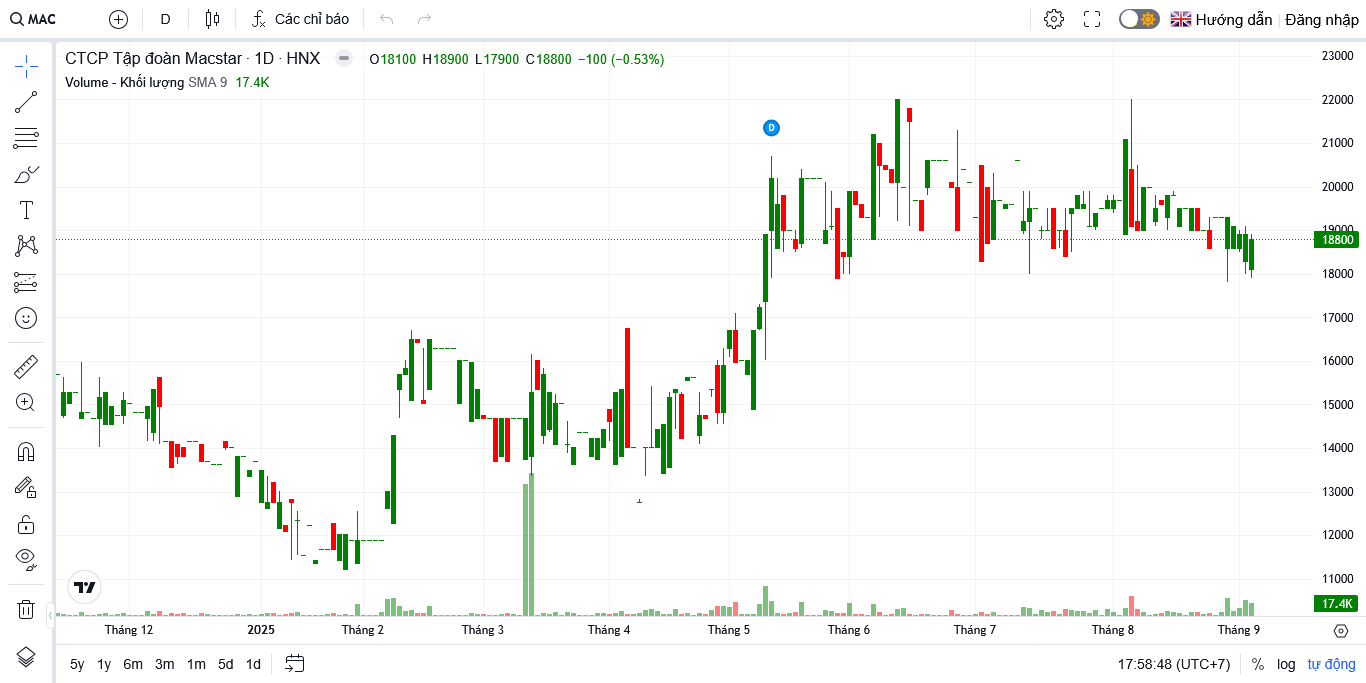 MAC D Các chỉ báo Hướng dẫn Đăng nhập
CTCP Tập đoàn Macstar · 1D · HNX O18100 H18900 L17900 C18800 −100 (−0.53%)
Volume - Khối lượng SMA 9 17.4K
D
23000
22000
21000
20000
19000
18800
18000
17000
16000
15000
14000
13000
12000
11000
17.4K
Tháng 12 2025 Tháng 2 Tháng 3 Tháng 4 Tháng 5 Tháng 6 Tháng 7 Tháng 8 Tháng 9
5y 1y 6m 3m 1m 5d 1d 17:58:48 (UTC+7) % log tự động